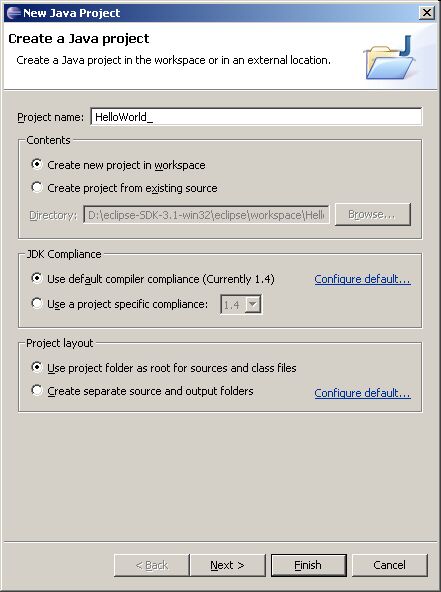 New Java Project
Create a Java project
Create a Java project in the workspace or in an external location.
Project name: HelloWorld_
Contents
Create new project in workspace
Create project from existing source
Directory: D:\eclipse-SDK-3.1-win32\eclipse\workspace\Hell Browse...
JDK Compliance
Use default compiler compliance (Currently 1.4) Configure default...
Use a project specific compliance: 1.4
Project layout
Use project folder as root for sources and class files
Create separate source and output folders Configure default...
< Back Next > Finish Cancel